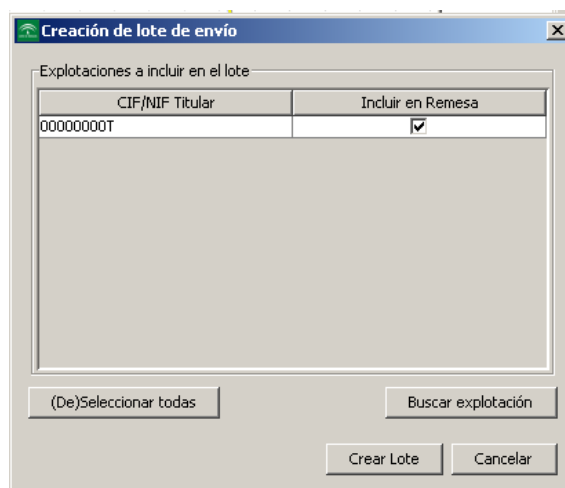 Creación de lote de envío
Explotaciones a incluir en el lote
CIF/NIF Titular Incluir en Remesa
00000000T
(De)Seleccionar todas Buscar explotación
Crear Lote Cancelar